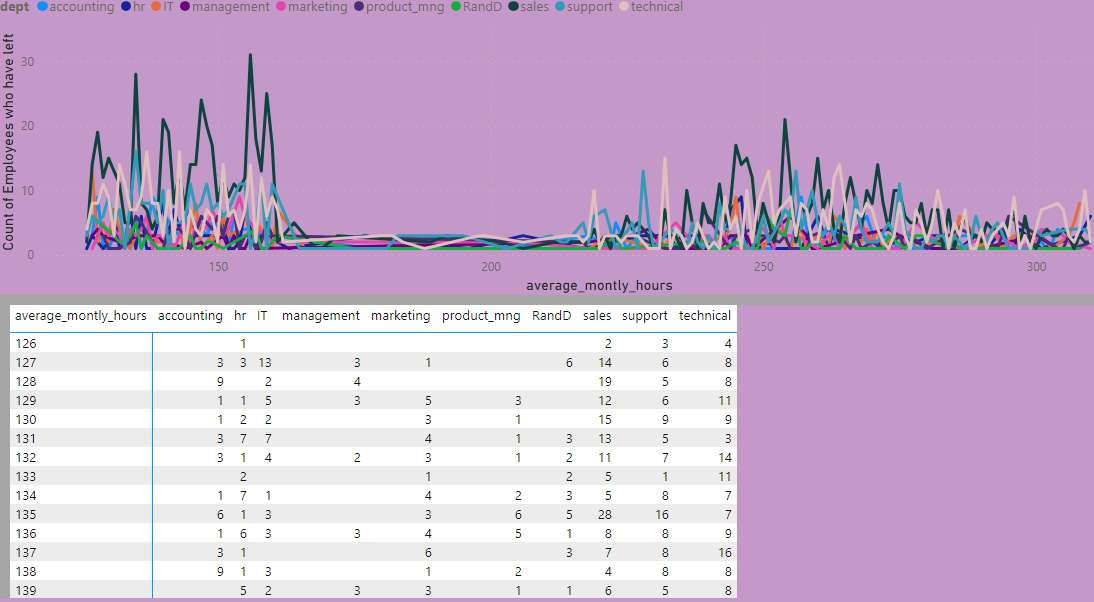 dept accounting hr IT management marketing product_mng RandD sales support technical
Count of Employees who have left
30
20
10
0
150 200 250 300
average_montly_hours
average_montly_hours accounting hr IT management marketing product_mng RandD sales support technical
126 1 2 3 4
127 3 3 13 3 1 6 14 6 8
128 9 2 4 19 5 8
129 1 1 5 3 5 3 12 6 11
130 1 2 2 3 1 15 9 9
131 3 7 7 4 1 3 13 5 3
132 3 1 4 2 3 1 2 11 7 14
133 2 1 2 5 1 11
134 1 7 1 4 2 3 5 8 7
135 6 1 3 3 6 5 28 16 7
136 1 6 3 3 4 5 1 8 8 9
137 3 1 6 3 7 8 16
138 9 1 3 1 2 4 8 8
139 5 2 3 3 1 1 6 5 8